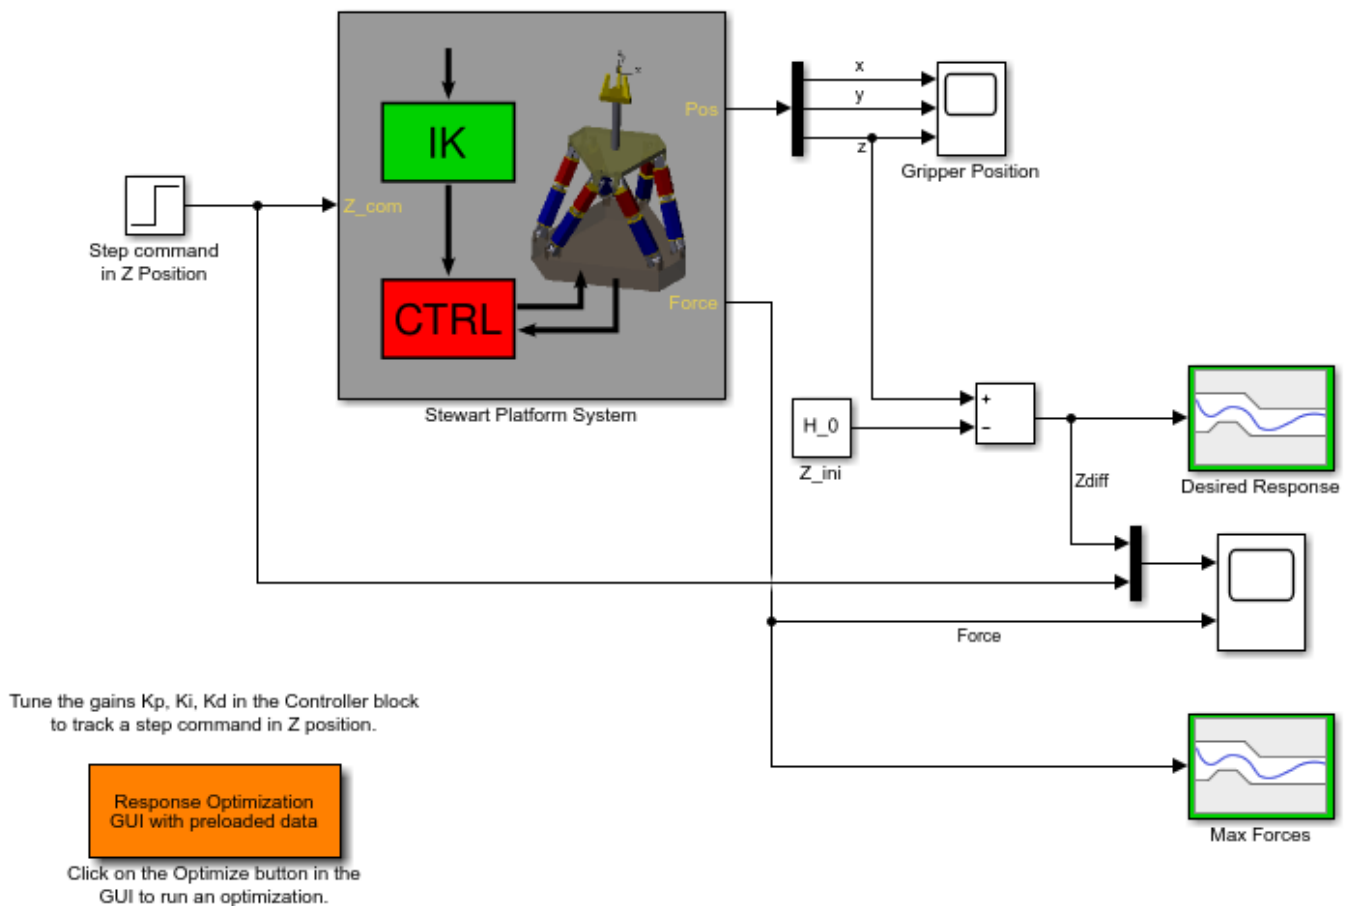 x
y
z
Pos
Gripper Position
IK
Z_com
Step command
in Z Position
CTRL
Force
Stewart Platform System
H_0
Z_ini
+
−
Zdiff
Desired Response
Force
Tune the gains Kp, Ki, Kd in the Controller block
to track a step command in Z position.
Response Optimization
GUI with preloaded data
Max Forces
Click on the Optimize button in the
GUI to run an optimization.